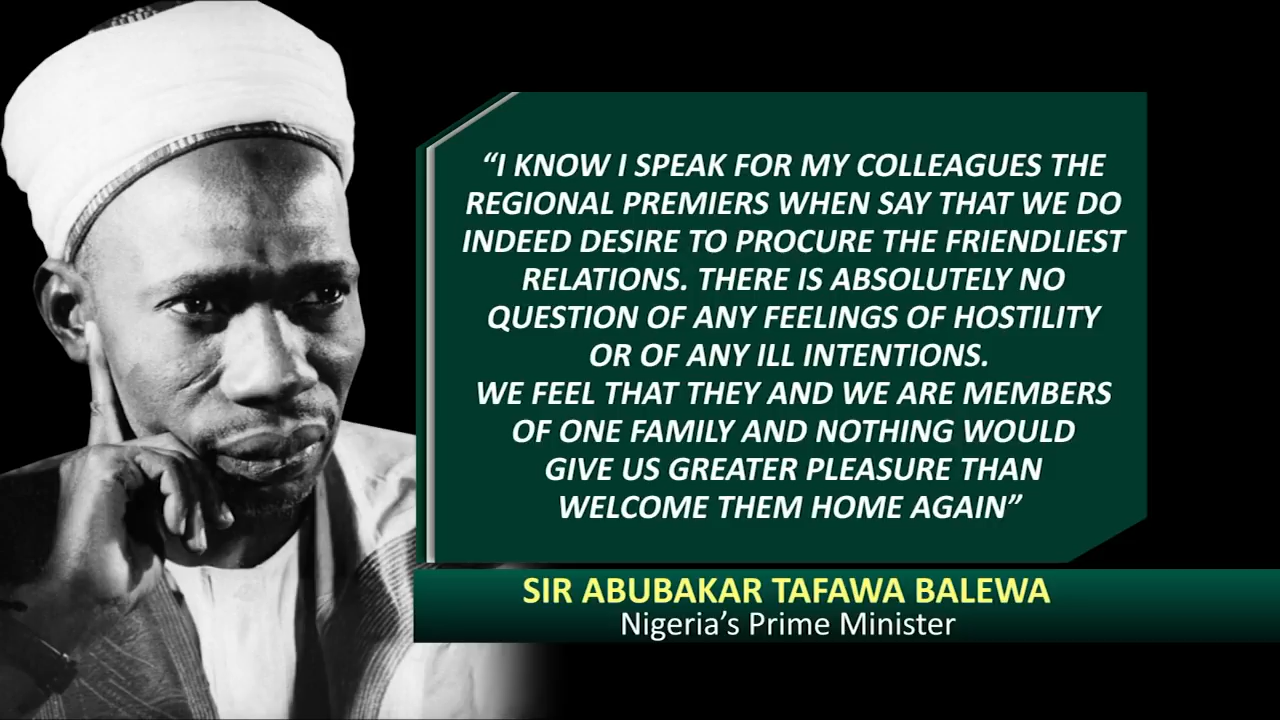 “I KNOW I SPEAK FOR MY COLLEAGUES THE
REGIONAL PREMIERS WHEN SAY THAT WE DO
INDEED DESIRE TO PROCURE THE FRIENDLIEST
RELATIONS. THERE IS ABSOLUTELY NO
QUESTION OF ANY FEELINGS OF HOSTILITY
OR OF ANY ILL INTENTIONS.
WE FEEL THAT THEY AND WE ARE MEMBERS
OF ONE FAMILY AND NOTHING WOULD
GIVE US GREATER PLEASURE THAN
WELCOME THEM HOME AGAIN”
SIR ABUBAKAR TAFAWA BALEWA
Nigeria’s Prime Minister